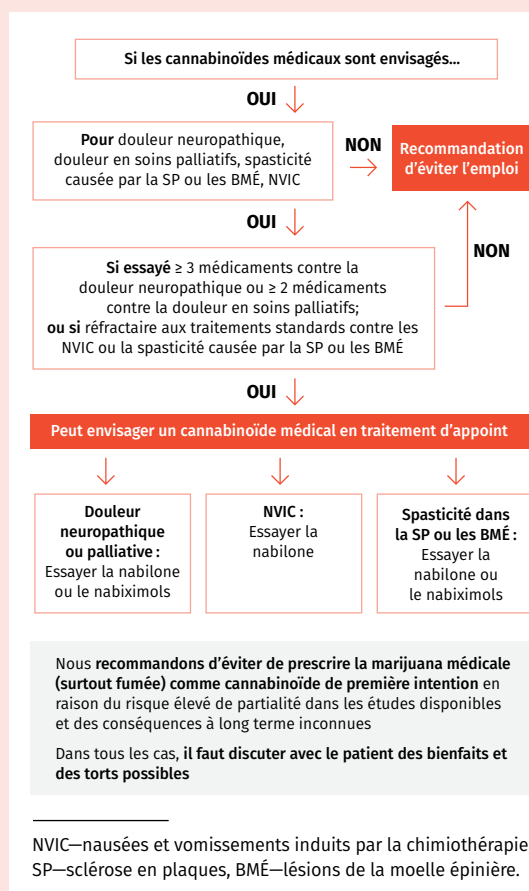 Si les cannabinoïdes médicaux sont envisagés…
OUI
Pour douleur neuropathique,
douleur en soins palliatifs, spasticité
causée par la SP ou les BMÉ, NVIC
NON
Recommandation
d’éviter l’emploi
OUI
NON
Si essayé ≥ 3 médicaments contre la
douleur neuropathique ou ≥ 2 médicaments
contre la douleur en soins palliatifs;
ou si réfractaire aux traitements standards contre les
NVIC ou la spasticité causée par la SP ou les BMÉ
OUI
Peut envisager un cannabinoïde médical en traitement d’appoint
Douleur
neuropathique
ou palliative :
Essayer la nabilone
ou le nabiximols
NVIC :
Essayer la
nabilone
Spasticité dans
la SP ou les BMÉ :
Essayer la
nabilone ou
le nabiximols
Nous recommandons d’éviter de prescrire la marijuana médicale
(surtout fumée) comme cannabinoïde de première intention en
raison du risque élevé de partialité dans les études disponibles
et des conséquences à long terme inconnues
Dans tous les cas, il faut discuter avec le patient des bienfaits et
des torts possibles
NVIC—nausées et vomissements induits par la chimiothérapie
SP—sclérose en plaques, BMÉ—lésions de la moelle épinière.